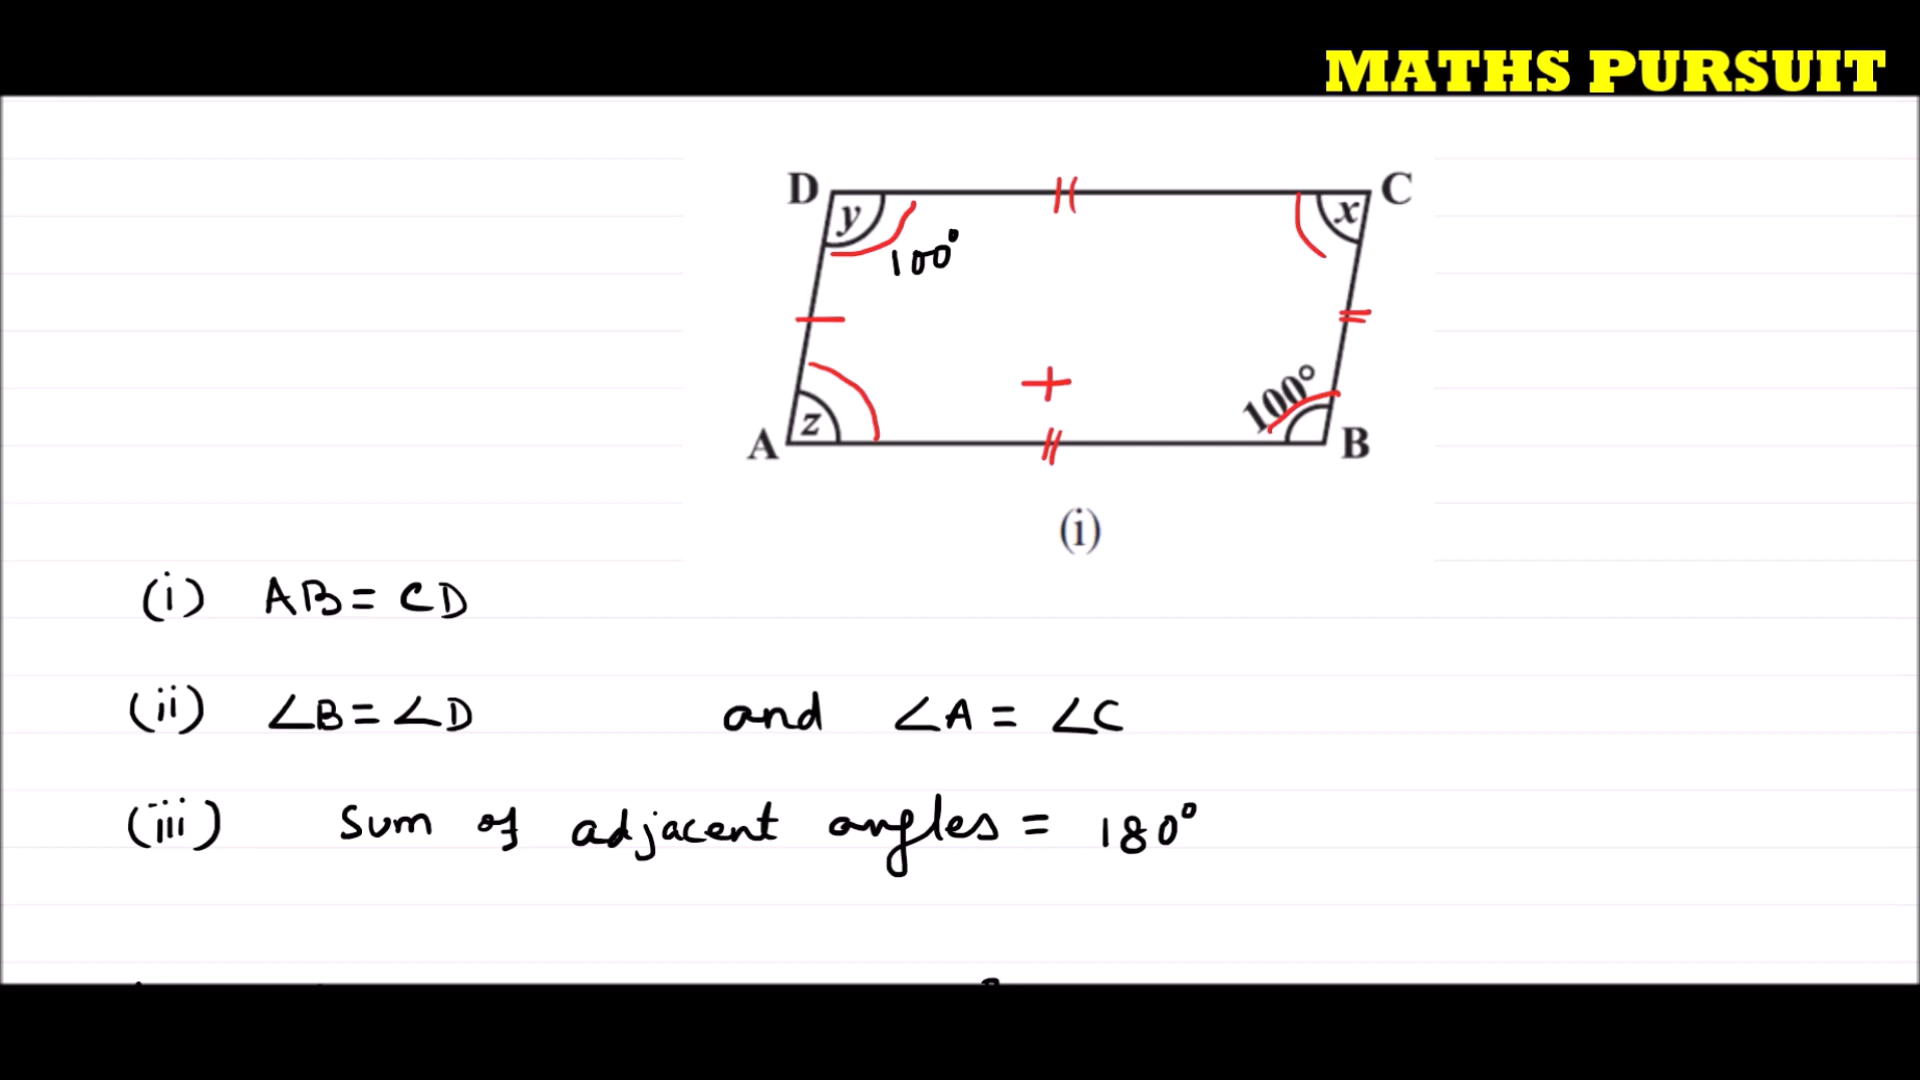 MATHS PURSUIT
D y C x
100°
100°
A z B
(i)
(i) AB = CD
(ii) ∠B = ∠D and ∠A = ∠C
(iii) Sum of adjacent angles = 180°